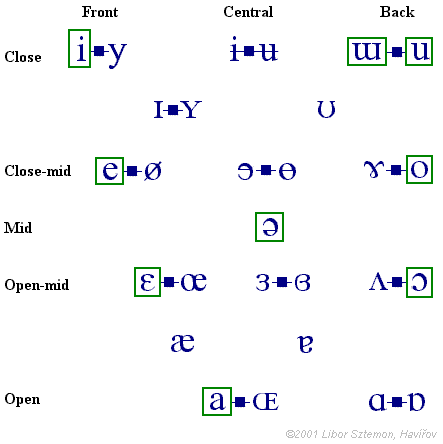 Front Central Back
Close i y ɨ ʉ ɯ u
ɪ ʏ ʊ
Close-mid e ø ɘ ɵ ɤ o
Mid ə
Open-mid ɛ œ ɜ ɞ ʌ ɔ
æ ɐ
Open a ɶ ɑ ɒ
©2001 Libor Sztemon, Havířov